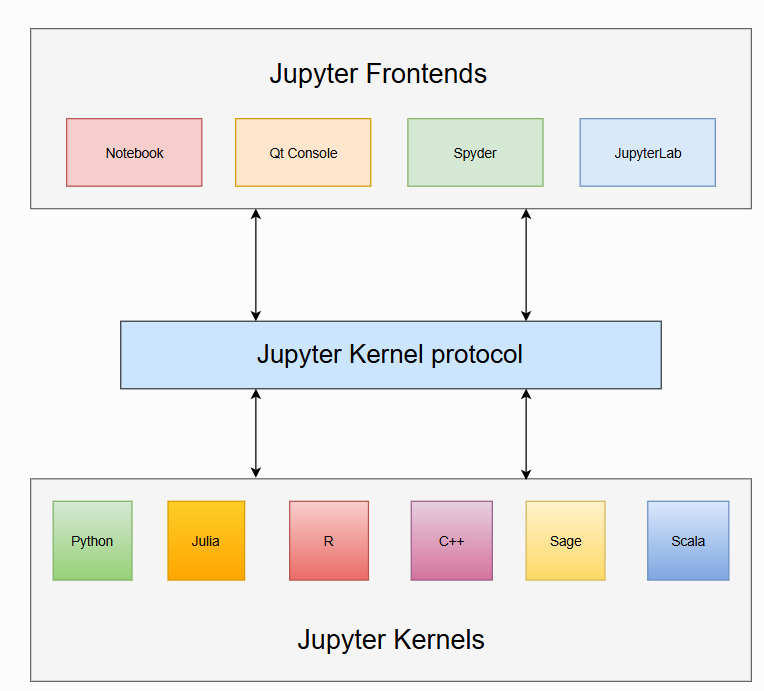 Jupyter Frontends
Notebook
Qt Console
Spyder
JupyterLab
Jupyter Kernel protocol
Python
Julia
R
C++
Sage
Scala
Jupyter Kernels